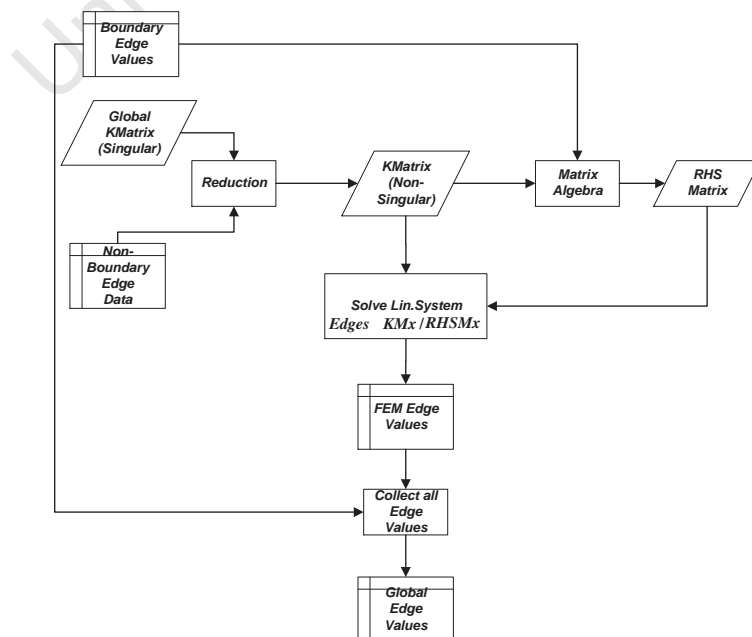 Boundary
Edge
Values
Global
KMatrix
(Singular)
Reduction
KMatrix
(Non-
Singular)
Matrix
Algebra
RHS
Matrix
Non-
Boundary
Edge
Data
Solve Lin.System
Edges KMx/RHSMx
FEM Edge
Values
Collect all
Edge
Values
Global
Edge
Values